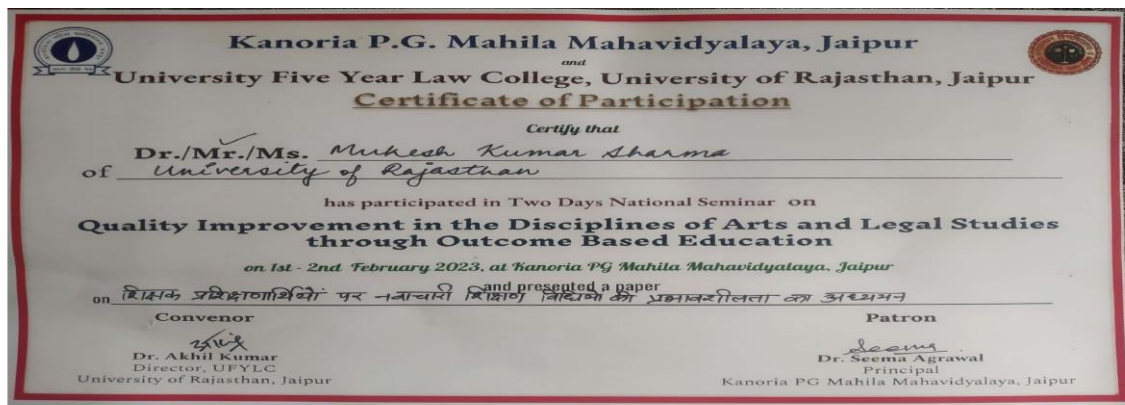 Kanoria P.G. Mahila Mahavidyalaya, Jaipur
and
University Five Year Law College, University of Rajasthan, Jaipur
Certificate of Participation
Certify that
Dr./Mr./Ms. Mukesh Kumar Sharma
of University of Rajasthan
has participated in Two Days National Seminar on
Quality Improvement in the Disciplines of Arts and Legal Studies
through Outcome Based Education
on 1st - 2nd February 2023, at Kanoria PG Mahila Mahavidyalaya, Jaipur
and presented a paper
on शिक्षक प्रशिक्षणार्थियों पर नवाचारी शिक्षण विधियों की प्रभावशीलता का अध्ययन
Convenor
Patron
Seema
Dr. Akhil Kumar
Director, UFYLC
University of Rajasthan, Jaipur
Dr. Seema Agrawal
Principal
Kanoria PG Mahila Mahavidyalaya, Jaipur